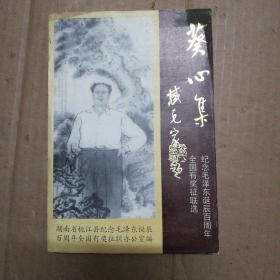 葵心集
纪念毛泽东诞辰百周年
全国有奖征联选
湖南省桃江县纪念毛泽东诞辰
百周年全国有奖征联办公室编